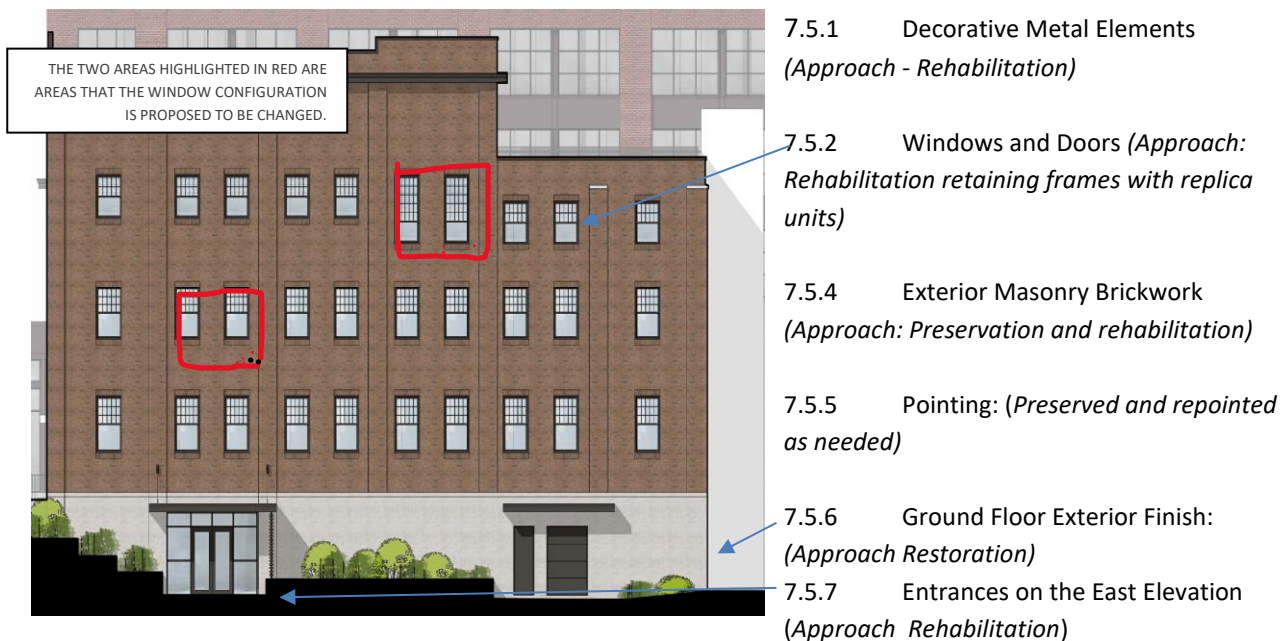 THE TWO AREAS HIGHLIGHTED IN RED ARE
AREAS THAT THE WINDOW CONFIGURATION
IS PROPOSED TO BE CHANGED.
7.5.1 Decorative Metal Elements
(Approach - Rehabilitation)
7.5.2 Windows and Doors (Approach:
Rehabilitation retaining frames with replica
units)
7.5.4 Exterior Masonry Brickwork
(Approach: Preservation and rehabilitation)
7.5.5 Pointing: (Preserved and repointed
as needed)
7.5.6 Ground Floor Exterior Finish:
(Approach Restoration)
7.5.7 Entrances on the East Elevation
(Approach Rehabilitation)